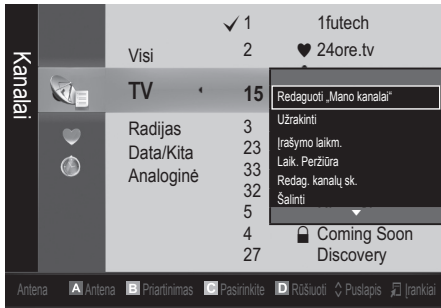 Kanalai
✓ 1 1futech
Visi 2 ♥ 24ore.tv
TV 15
Redaguoti „Mano kanalai“
Užrakinti
Įrašymo laikm.
Laik. Peržiūra
Redag. kanalų sk.
Šalinti
Radijas 3
Data/Kita 23
Analoginė 33
32
5
4 Coming Soon
27 Discovery
Antena A Antena B Priartinimas C Pasirinkite D Rūšiuoti Puslapis Įrankiai